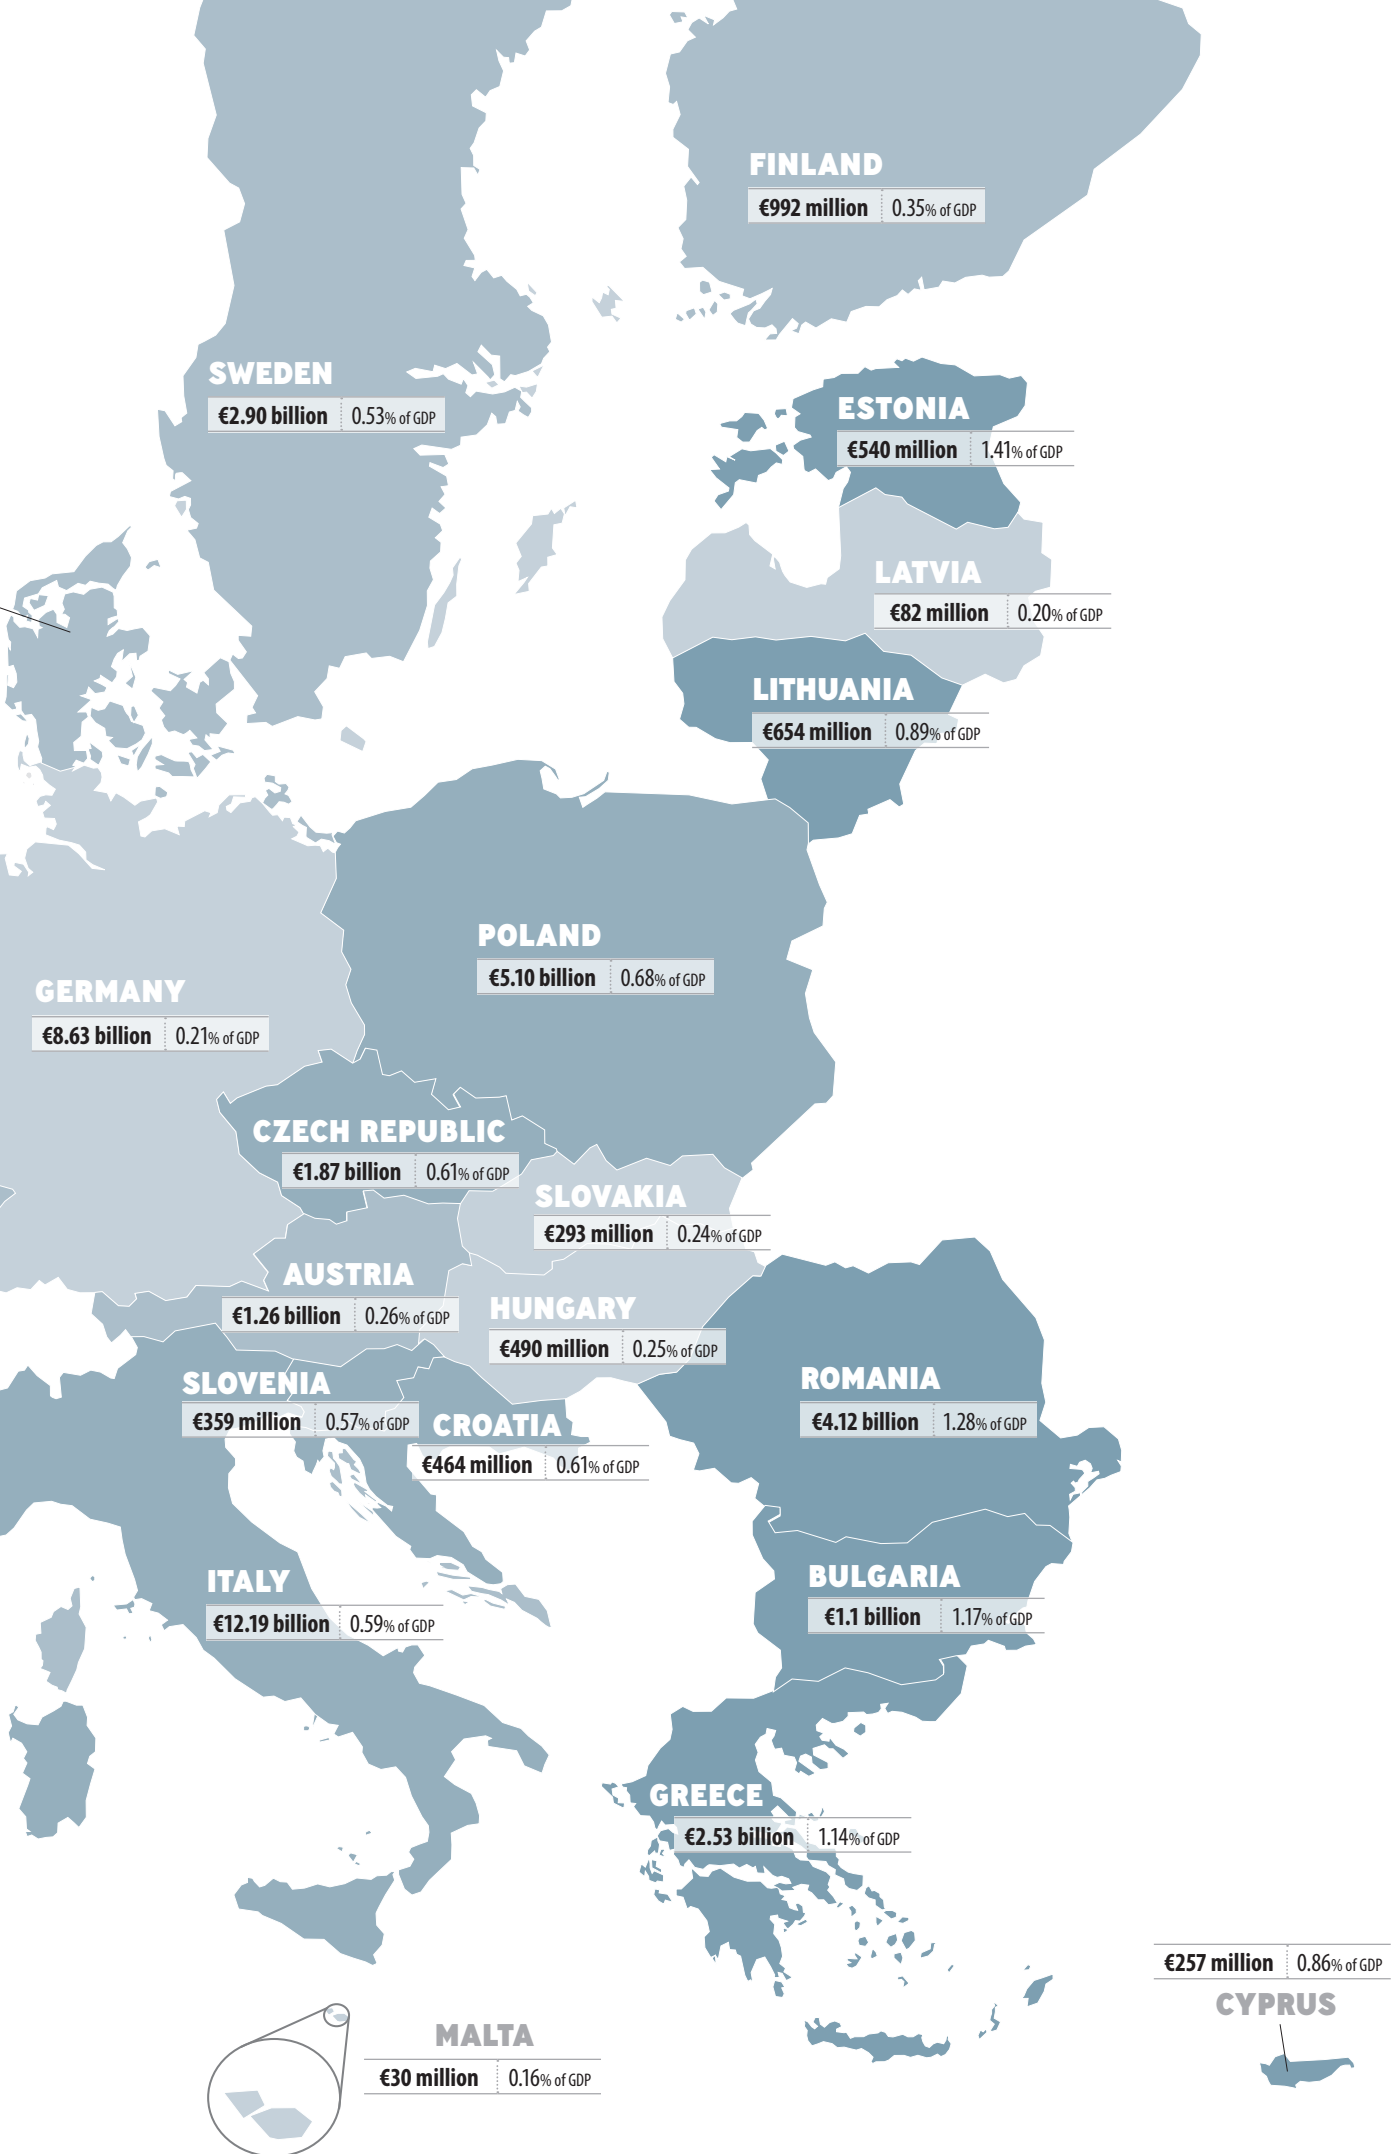 FINLAND
€992 million 0.35% of GDP
SWEDEN
€2.90 billion 0.53% of GDP
ESTONIA
€540 million 1.41% of GDP
LATVIA
€82 million 0.20% of GDP
LITHUANIA
€654 million 0.89% of GDP
POLAND
€5.10 billion 0.68% of GDP
GERMANY
€8.63 billion 0.21% of GDP
CZECH REPUBLIC
€1.87 billion 0.61% of GDP
SLOVAKIA
€293 million 0.24% of GDP
AUSTRIA
€1.26 billion 0.26% of GDP
HUNGARY
€490 million 0.25% of GDP
SLOVENIA
€359 million 0.57% of GDP
CROATIA
€464 million 0.61% of GDP
ROMANIA
€4.12 billion 1.28% of GDP
ITALY
€12.19 billion 0.59% of GDP
BULGARIA
€1.1 billion 1.17% of GDP
GREECE
€2.53 billion 1.14% of GDP
€257 million 0.86% of GDP
CYPRUS
MALTA
€30 million 0.16% of GDP